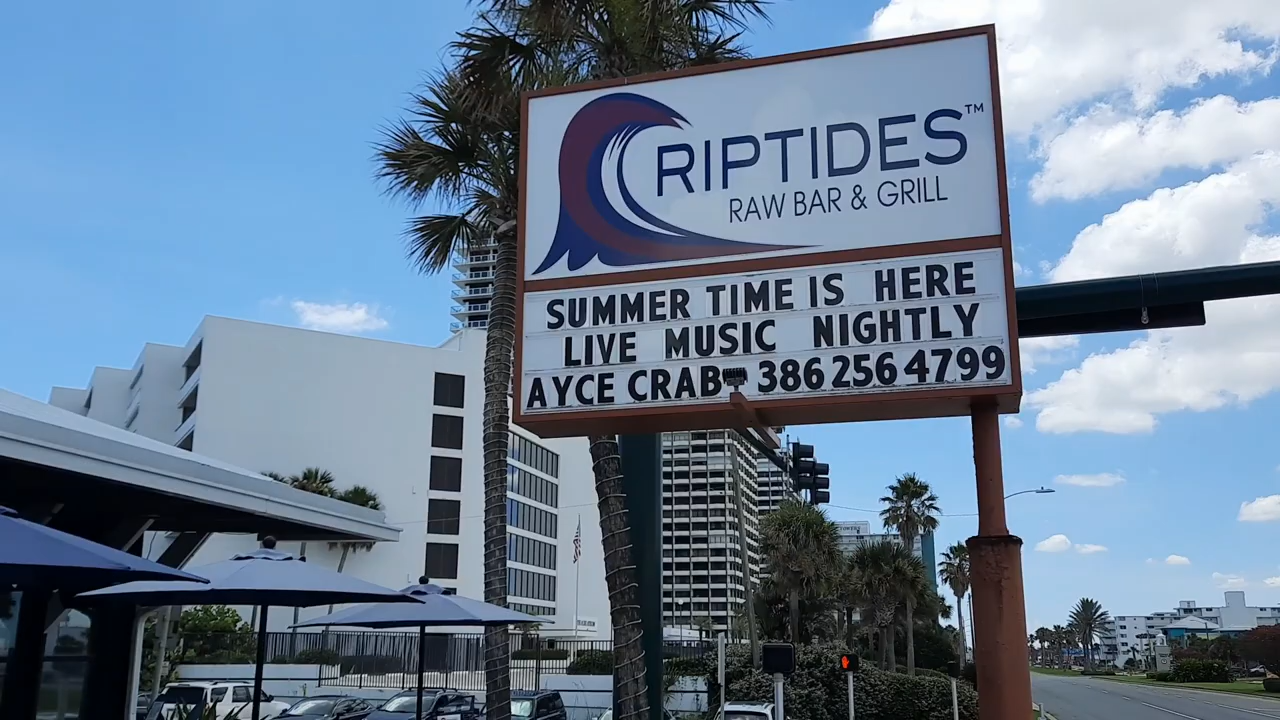 RIPTIDES™
RAW BAR & GRILL
SUMMER TIME IS HERE
LIVE MUSIC NIGHTLY
AYCE CRAB 386 256 4799